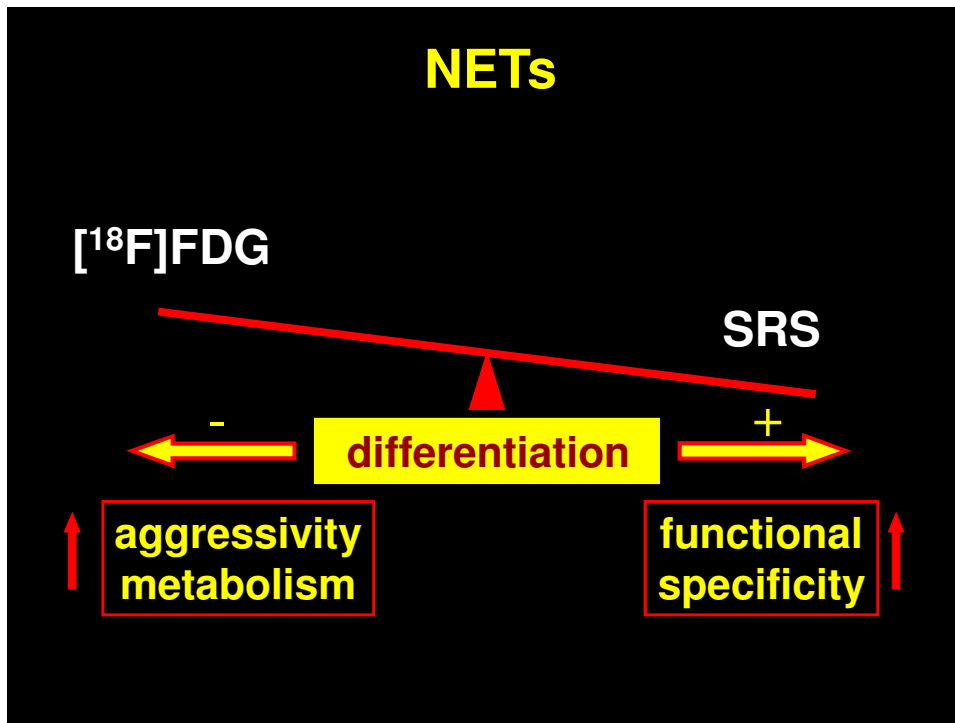 NETs
[¹⁸F]FDG
SRS
- +
differentiation
aggressivity
metabolism
functional
specificity